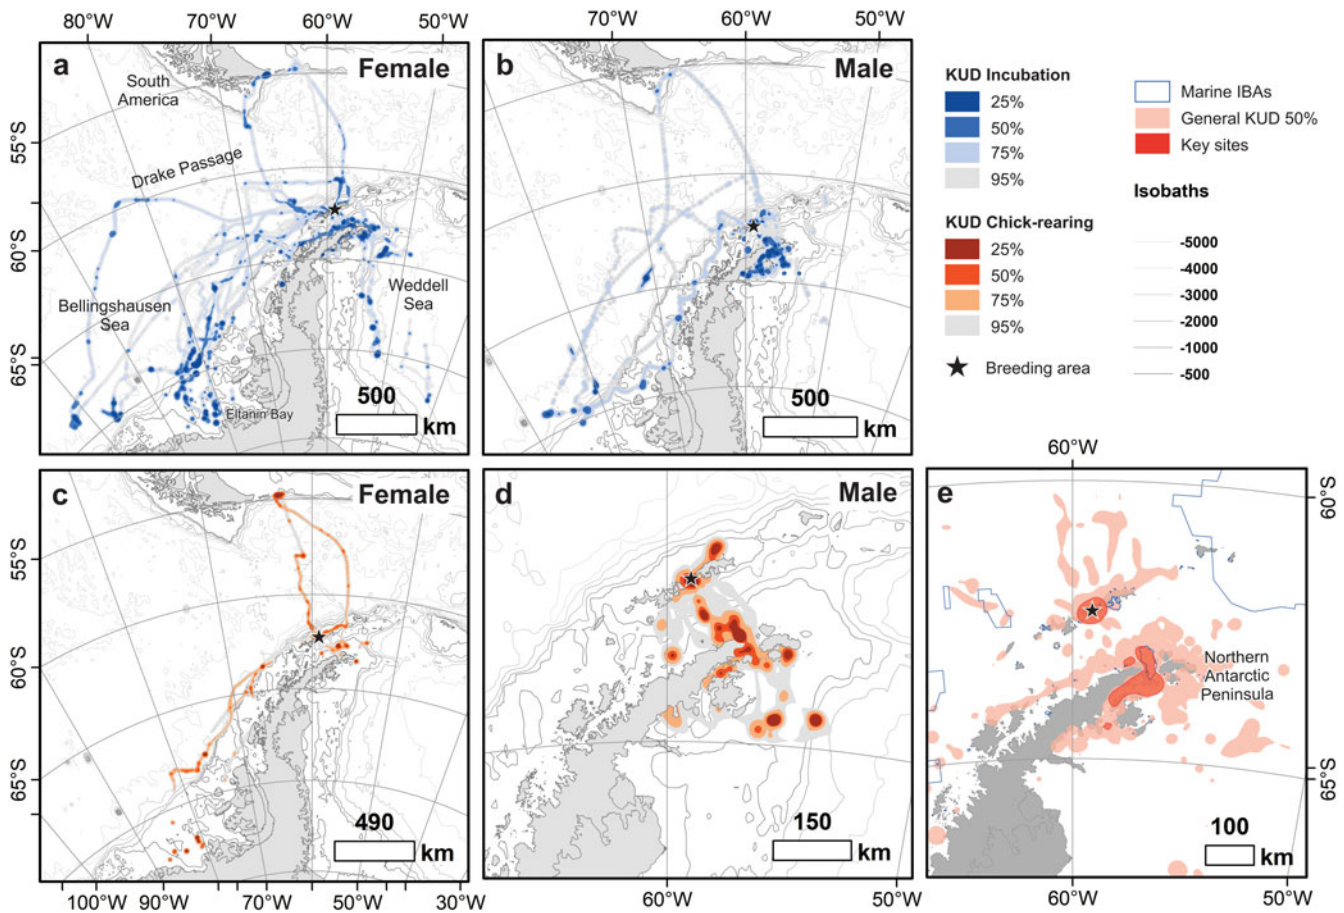 80°W 70°W 60°W 50°W
70°W 60°W 50°W
a Female
South
America
55°S
Drake Passage
60°S
Bellingshausen
Sea
Weddell
Sea
65°S
Eltanin Bay
500
km
b Male
500
km
KUD Incubation
25%
50%
75%
95%
KUD Chick-rearing
25%
50%
75%
95%
Breeding area
Marine IBAs
General KUD 50%
Key sites
Isobaths
-5000
-4000
-3000
-2000
-1000
-500
c Female
55°S
60°S
65°S
490
km
100°W 90°W 80°W 70°W 60°W 50°W 40°W 30°W
d Male
150
km
60°W 50°W
60°W
e
60°S
Northern
Antarctic
Peninsula
65°S
100
km
60°W 50°W